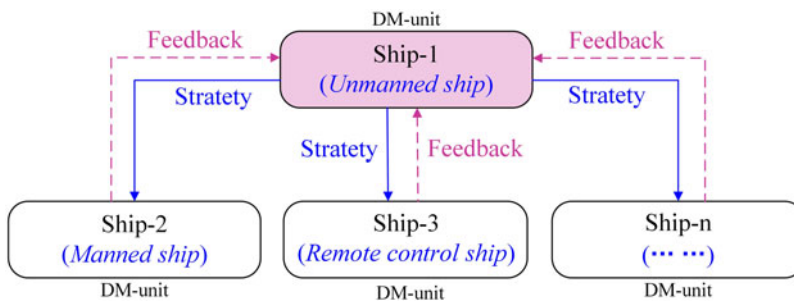 DM-unit
Feedback
Ship-1
Feedback
(Unmanned ship)
Stratety
Stratety
Stratety
Feedback
Ship-2
Ship-3
Ship-n
(Manned ship)
(Remote control ship)
(··· ···)
DM-unit
DM-unit
DM-unit